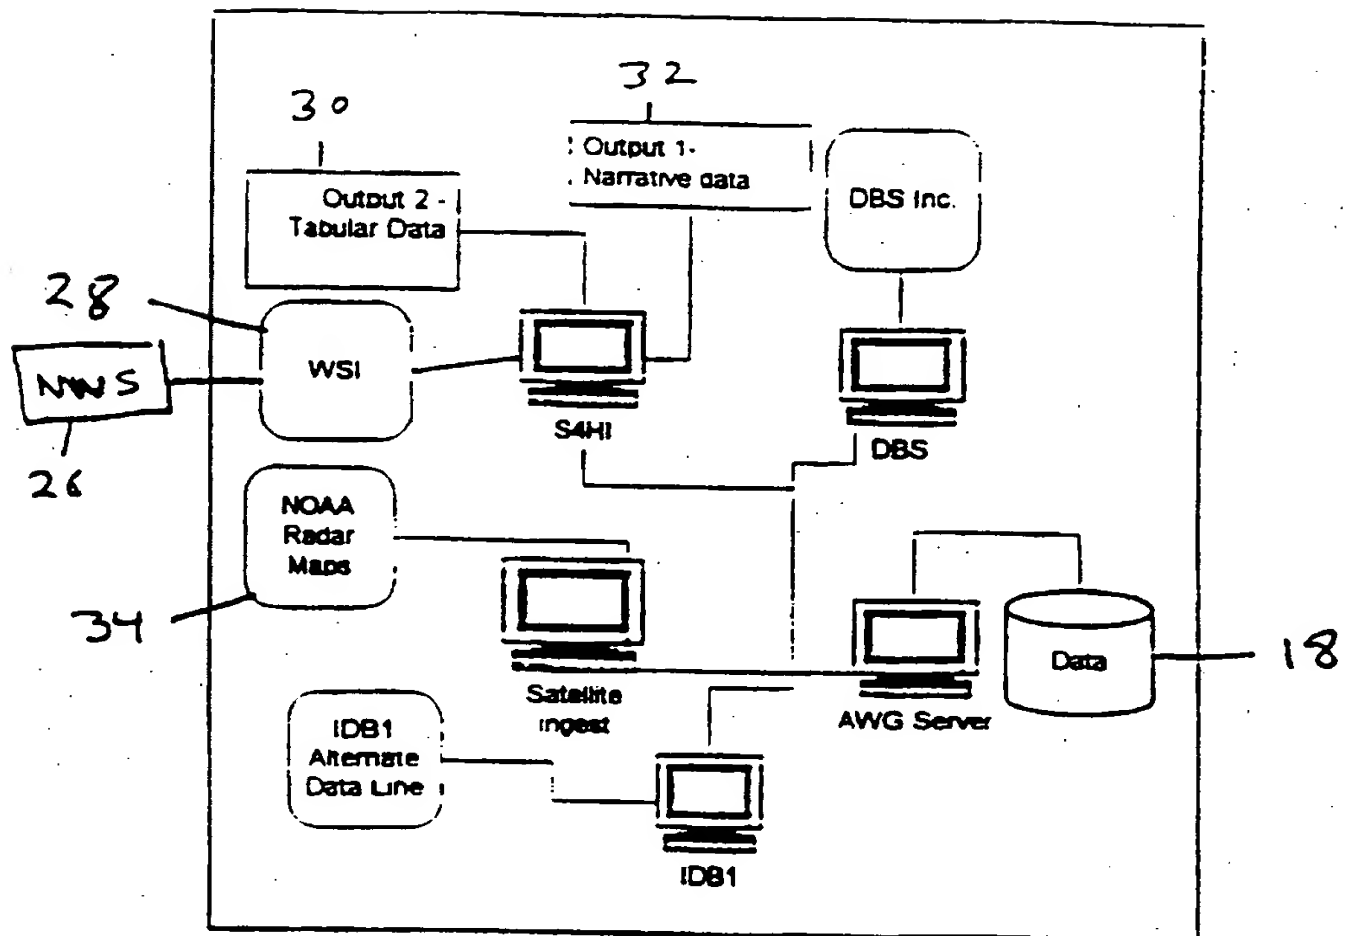 32
30
: Output 1-
. Narrative data
DBS Inc.
Output 2 -
Tabular Data
28
NWS
WSI
26
S4HI
DBS
NOAA
Radar
Maps
34
Data
18
Satellite
Ingest
AWG Server
IDB1
Alternate
Data Line
IDB1